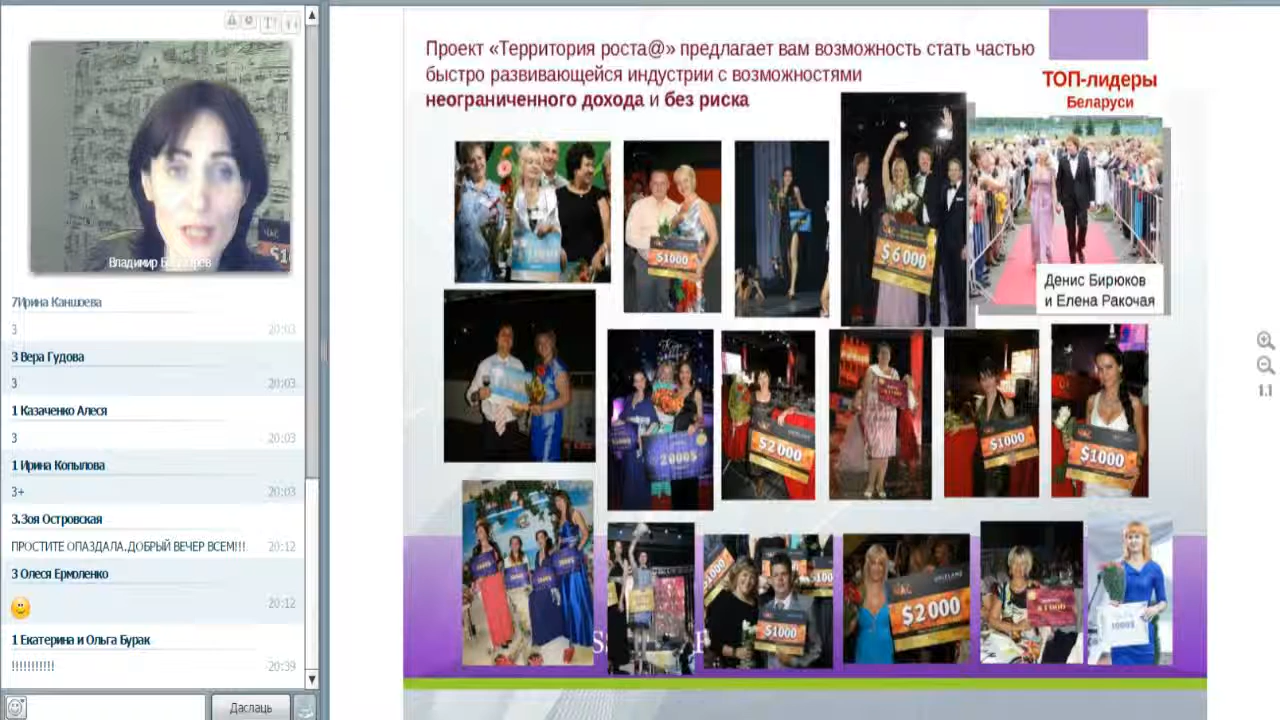 Владимир
7Ирина Каншоева
3 20:03
3 Вера Гудова
3 20:03
1 Казаченко Алеся
3 20:03
1 Ирина Копылова
3+ 20:03
3.Зоя Островская
ПРОСТИТЕ ОПАЗДАЛА.ДОБРЫЙ ВЕЧЕР ВСЕМ!!! 20:12
3 Олеся Ермоленко
20:12
1 Екатерина и Ольга Бурак
!!!!!!!!!!! 20:39
Даслаць
Проект «Территория роста@» предлагает вам возможность стать частью
быстро развивающейся индустрии с возможностями
неограниченного дохода и без риска
ТОП-лидеры
Беларуси
$1000
$6000
Денис Бирюков
и Елена Ракочая
2000$
$2000
$1000
$1000
$1000
ЧАС
$2000
$1000
1000$
1:1